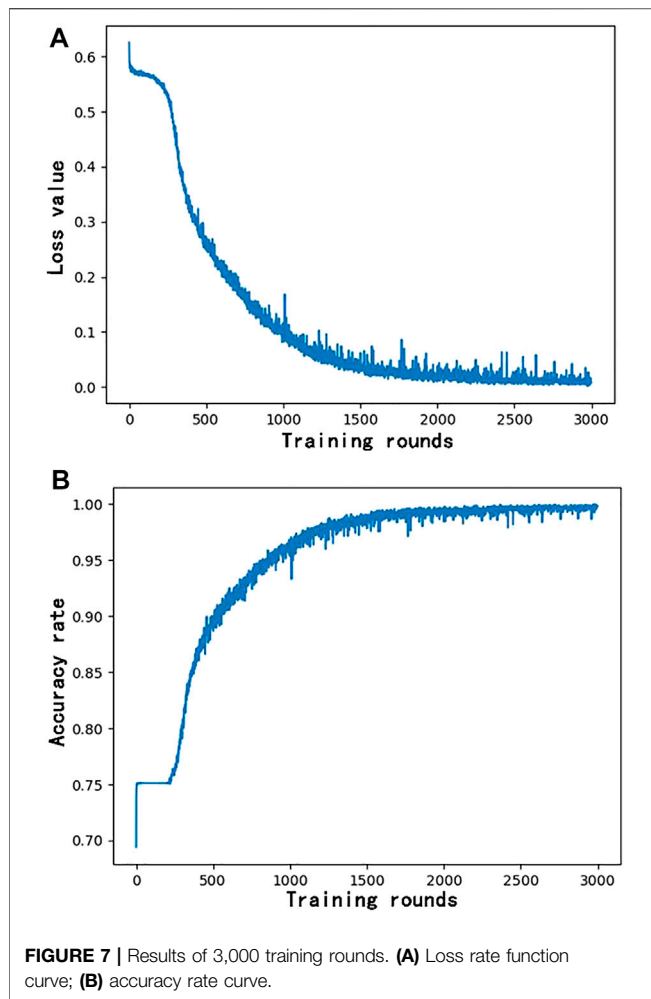 A
0.6
0.5
0.4
0.3
0.2
0.1
0.0
Loss value
0 500 1000 1500 2000 2500 3000
Training rounds
B
1.00
0.95
0.90
0.85
0.80
0.75
0.70
Accuracy rate
0 500 1000 1500 2000 2500 3000
Training rounds
FIGURE 7 | Results of 3,000 training rounds. (A) Loss rate function
curve; (B) accuracy rate curve.